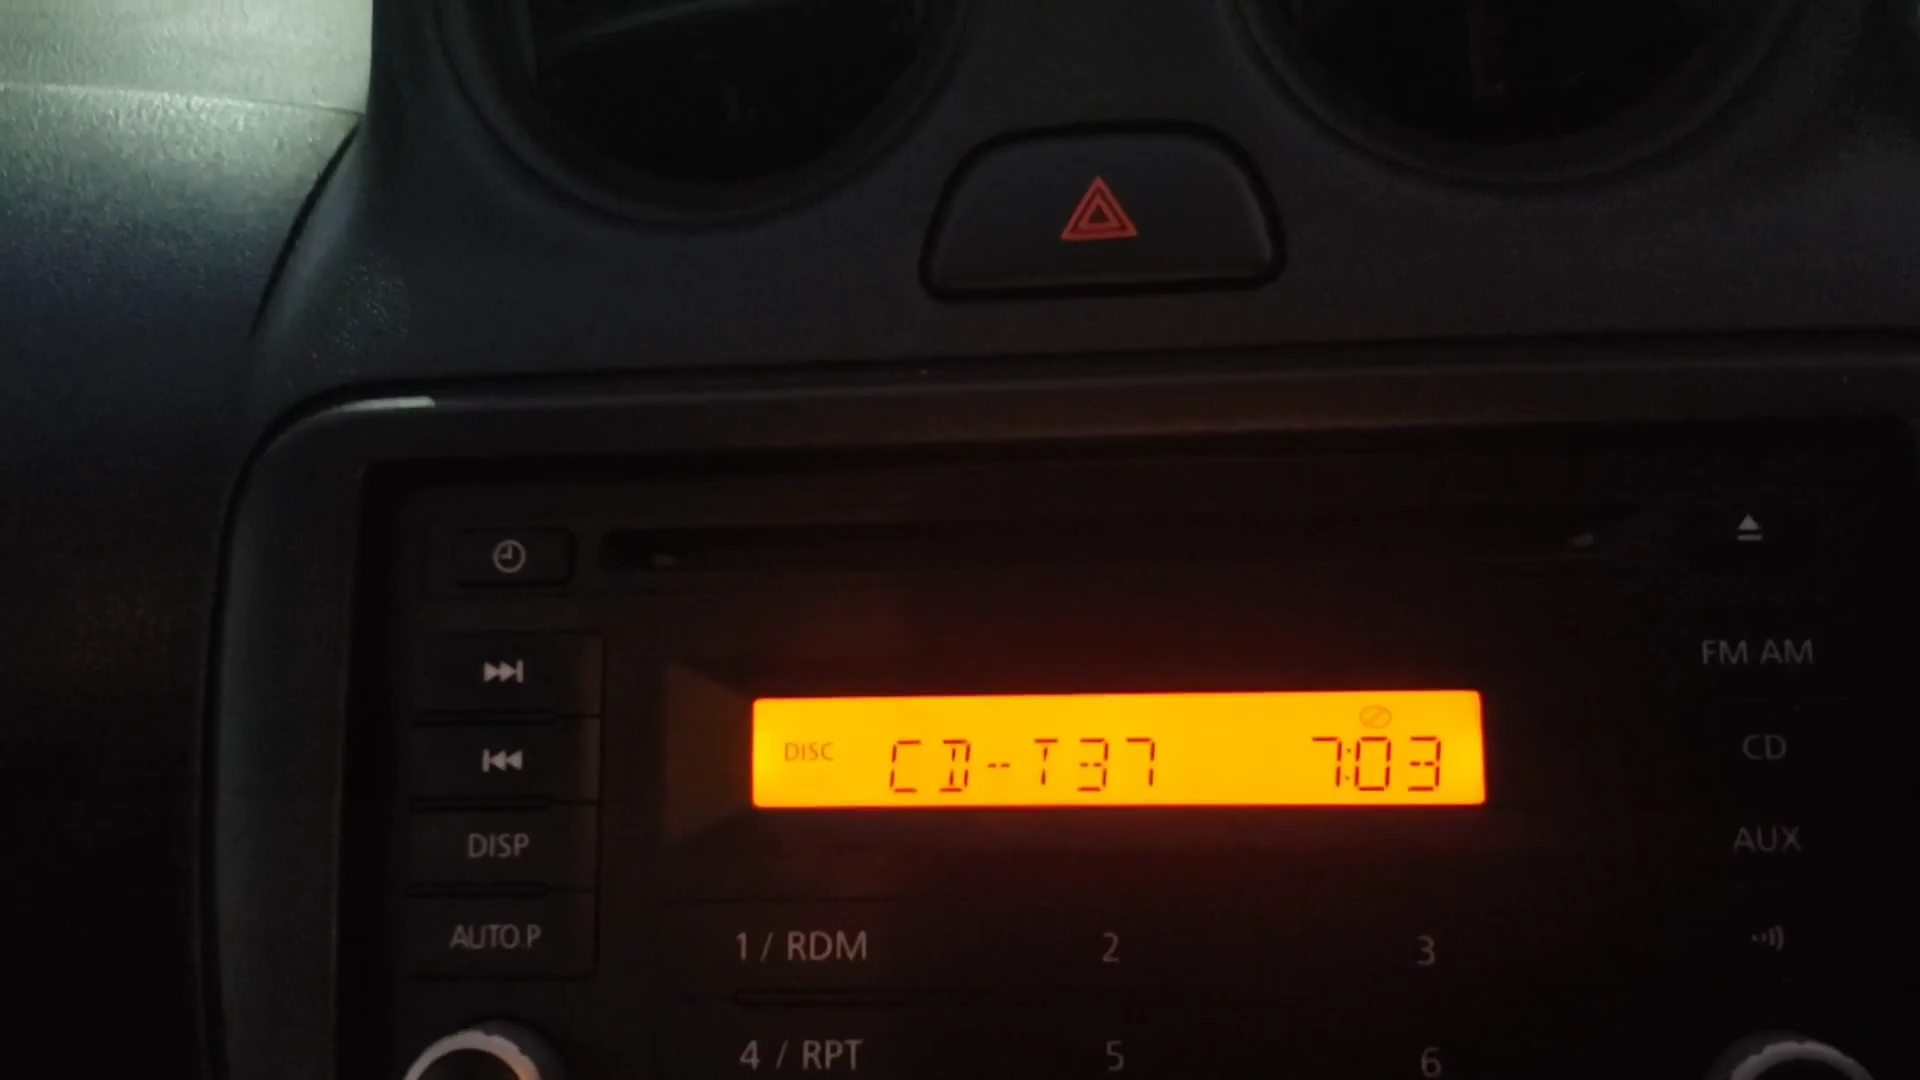 FM AM
DISC CD--T37 7:03
CD
DISP
AUX
AUTO.P
1 / RDM 2 3
4 / RPT 5 6